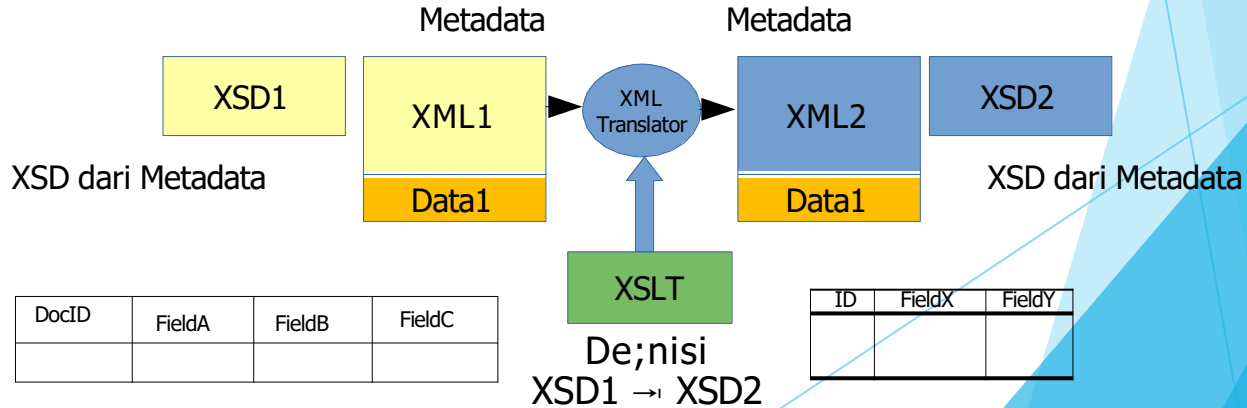 Metadata
Metadata
XSD1
XML1
XML
Translator
XML2
XSD2
XSD dari Metadata
XSD dari Metadata
Data1
Data1
XSLT
DocID
FieldA
FieldB
FieldC
ID
FieldX
FieldY
De;nisi
XSD1 → XSD2